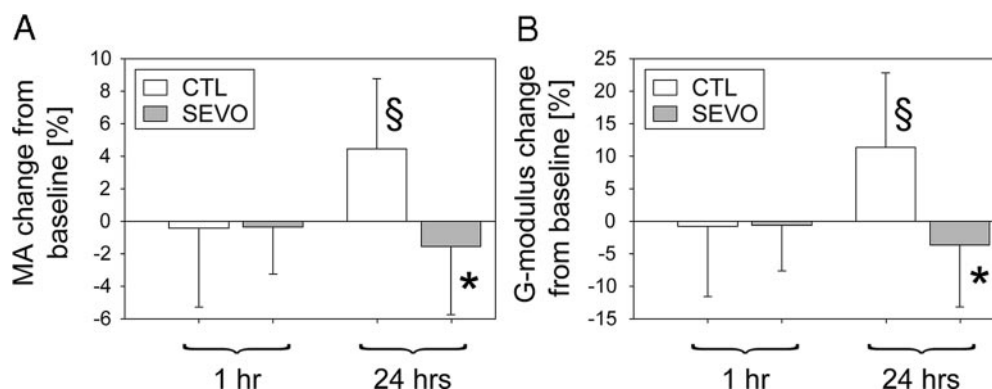 A
MA change from
baseline [%]
10
8
6
4
2
0
-2
-4
-6
CTL
SEVO
§
*
1 hr
24 hrs
B
G-modulus change
from baseline [%]
25
20
15
10
5
0
-5
-10
-15
CTL
SEVO
§
*
1 hr
24 hrs